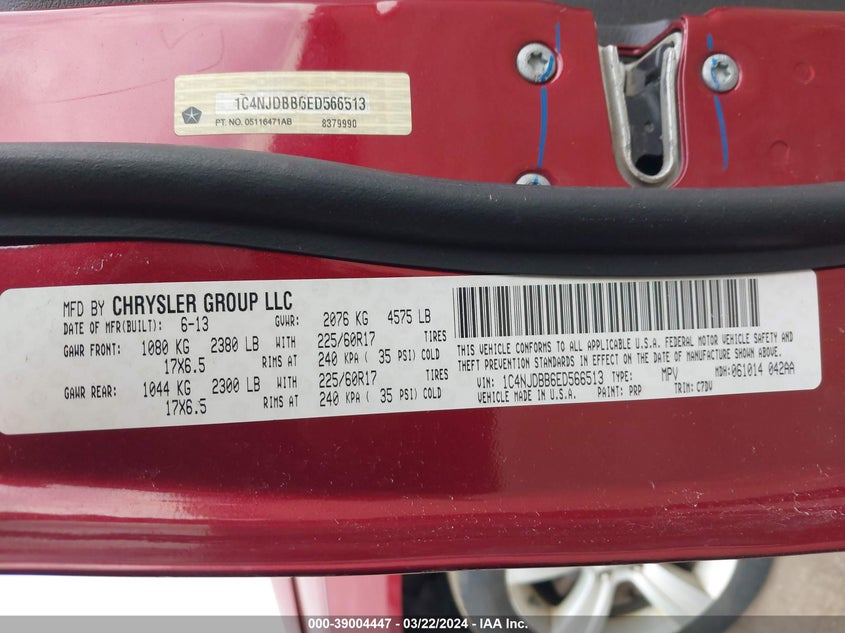 1C4NJDBB6ED566513
PT. NO. 05116471AB 8379990
MFD BY CHRYSLER GROUP LLC
DATE OF MFR(BUILT): 6-13 GVWR: 2076 KG 4575 LB
GAWR FRONT: 1080 KG 2380 LB WITH 225/60R17 TIRES
17X6.5 RIMS AT 240 KPA ( 35 PSI) COLD
GAWR REAR: 1044 KG 2300 LB WITH 225/60R17 TIRES
17X6.5 RIMS AT 240 KPA ( 35 PSI) COLD
THIS VEHICLE CONFORMS TO ALL APPLICABLE U.S.A. FEDERAL MOTOR VEHICLE SAFETY AND
THEFT PREVENTION STANDARDS IN EFFECT ON THE DATE OF MANUFACTURE SHOWN ABOVE.
VIN: 1C4NJDBB6ED566513 TYPE: MPV MDH:061014 042AA
VEHICLE MADE IN U.S.A. PAINT: PRP TRIM: C7DV
000-39004447 - 03/22/2024 - IAA Inc.